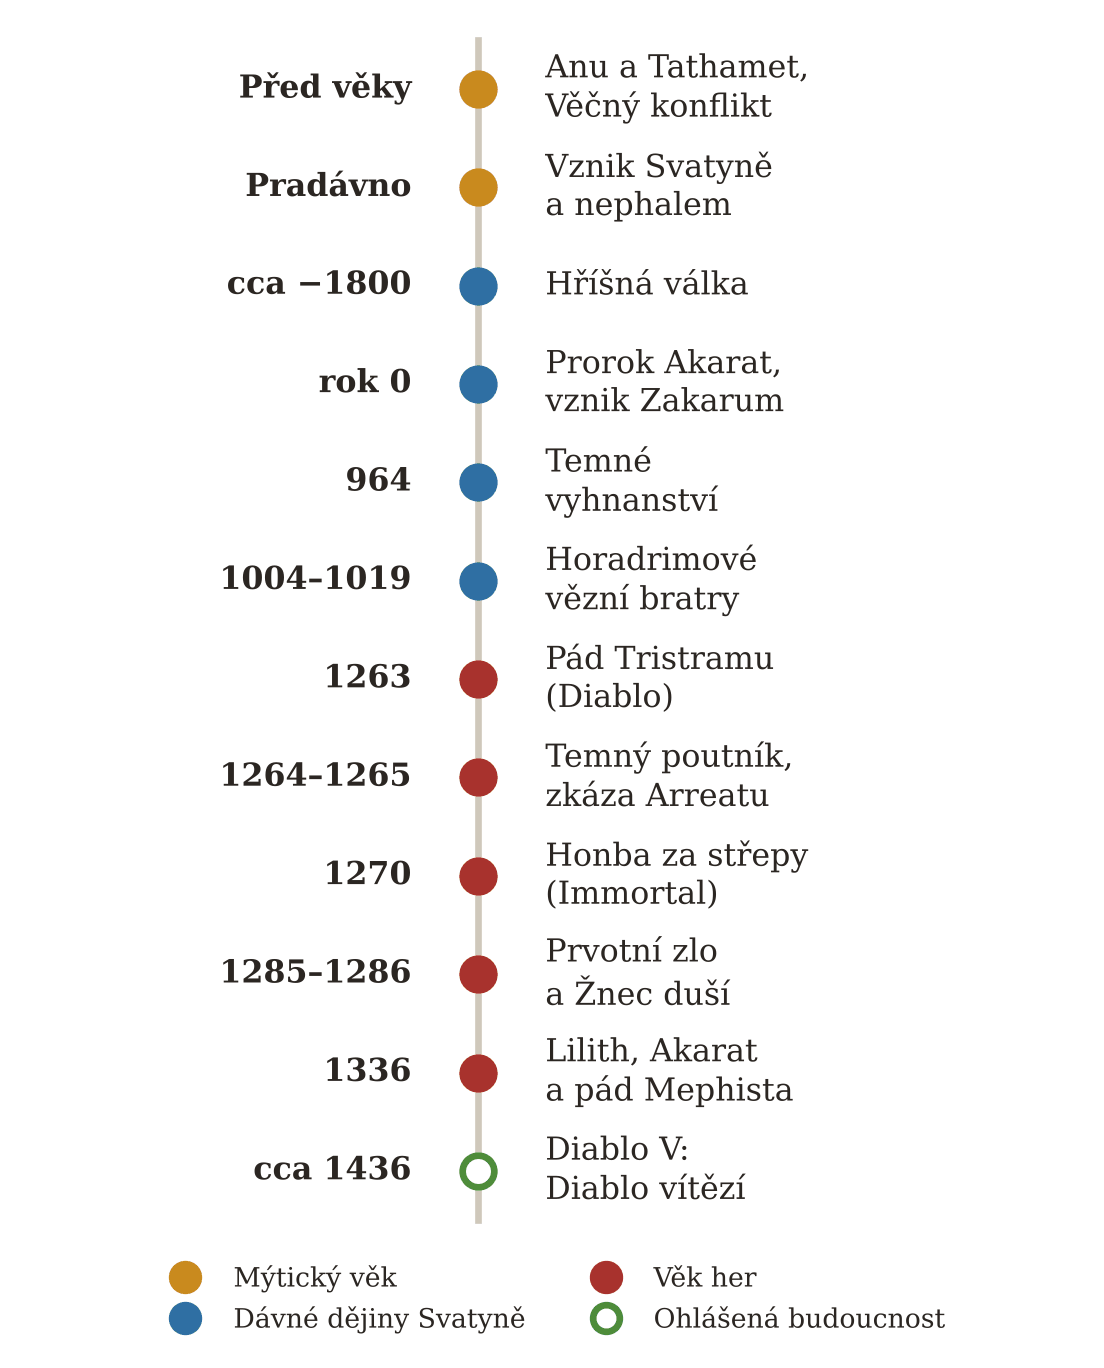 Před věky
Anu a Tathamet,
Věčný konflikt
Pradávno
Vznik Svatyně
a nephalem
cca −1800
Hříšná válka
rok 0
Prorok Akarat,
vznik Zakarum
964
Temné
vyhnanství
1004–1019
Horadrimové
vězní bratry
1263
Pád Tristramu
(Diablo)
1264–1265
Temný poutník,
zkáza Arreatu
1270
Honba za střepy
(Immortal)
1285–1286
Prvotní zlo
a Žnec duší
1336
Lilith, Akarat
a pád Mephista
cca 1436
Diablo V:
Diablo vítězí
Mýtický věk
Dávné dějiny Svatyně
Věk her
Ohlášená budoucnost